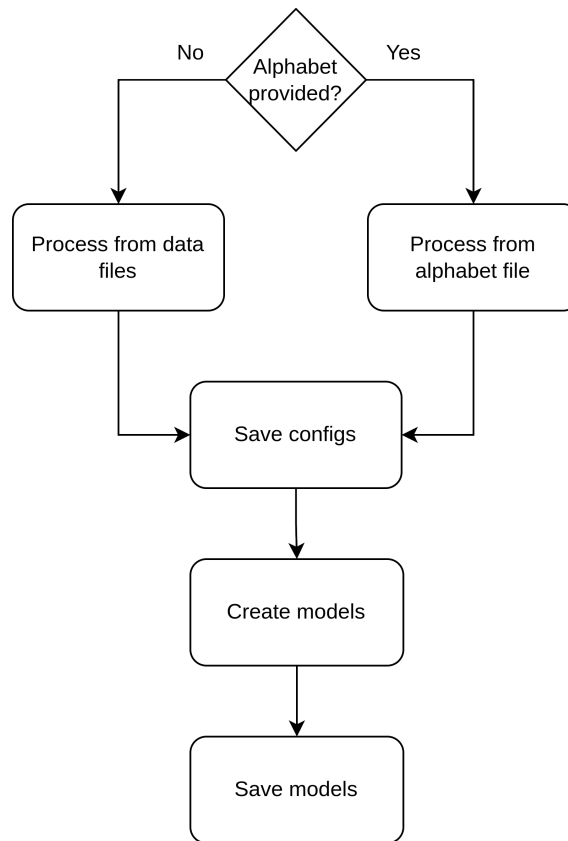 No
Yes
Alphabet
provided?
Process from data
files
Process from
alphabet file
Save configs
Create models
Save models